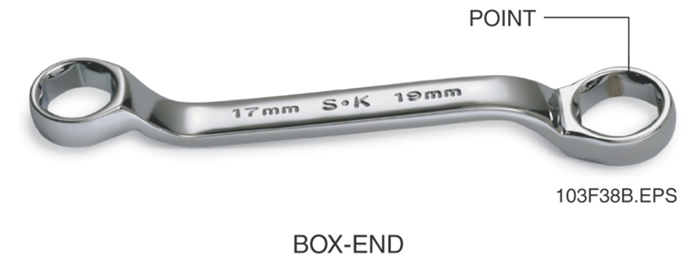 POINT
17mm S•K 19mm
103F38B.EPS
BOX-END